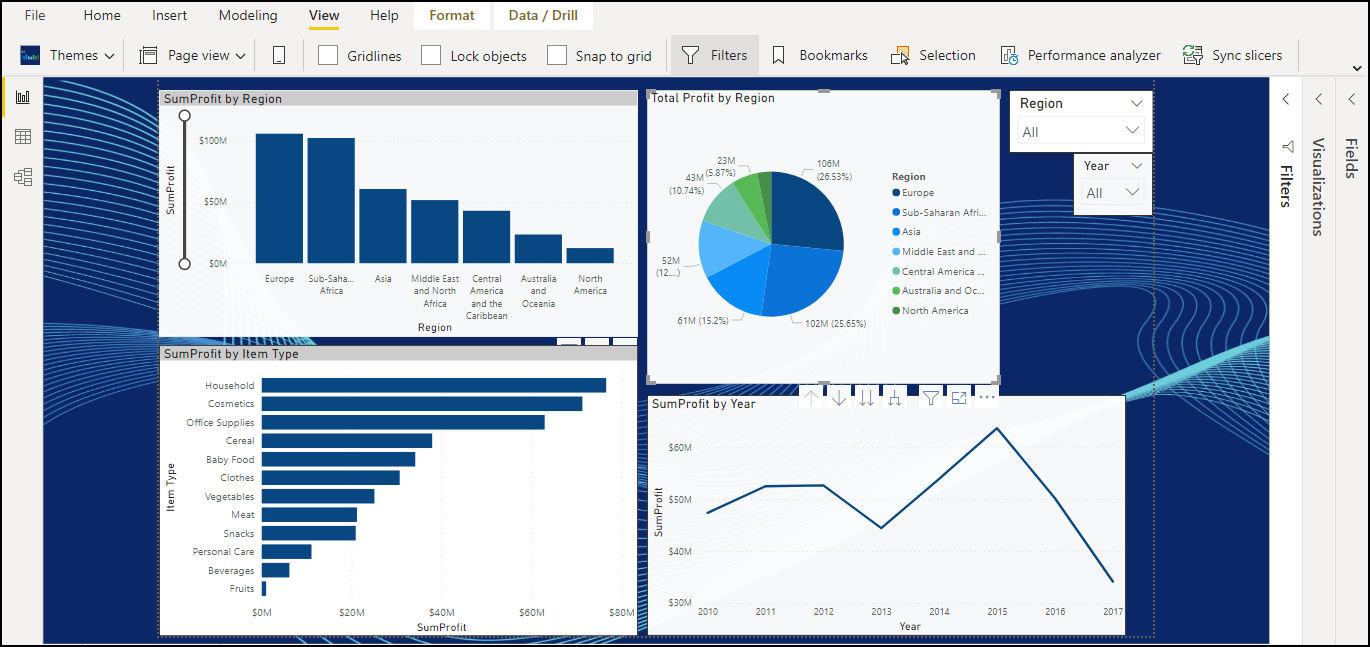 File Home Insert Modeling View Help Format Data / Drill
Themes Page view Gridlines Lock objects Snap to grid Filters Bookmarks Selection Performance analyzer Sync slicers
SumProfit by Region
SumProfit
$100M
$50M
$0M
Europe
Sub-Saha...
Africa
Asia
Middle East
and North
Africa
Central
America
and the
Caribbean
Australia
and
Oceania
North
America
Region
Total Profit by Region
106M
(26.53%)
102M (25.65%)
61M (15.2%)
52M
(12....)
43M
(10.74%)
23M
(5.87%)
Region
Europe
Sub-Saharan Afri...
Asia
Middle East and ...
Central America ...
Australia and Oc...
North America
Region
All
Year
All
Filters
Visualizations
Fields
SumProfit by Item Type
Item Type
Household
Cosmetics
Office Supplies
Cereal
Baby Food
Clothes
Vegetables
Meat
Snacks
Personal Care
Beverages
Fruits
$0M $20M $40M $60M $80M
SumProfit
SumProfit by Year
SumProfit
$60M
$50M
$40M
$30M
2010 2011 2012 2013 2014 2015 2016 2017
Year